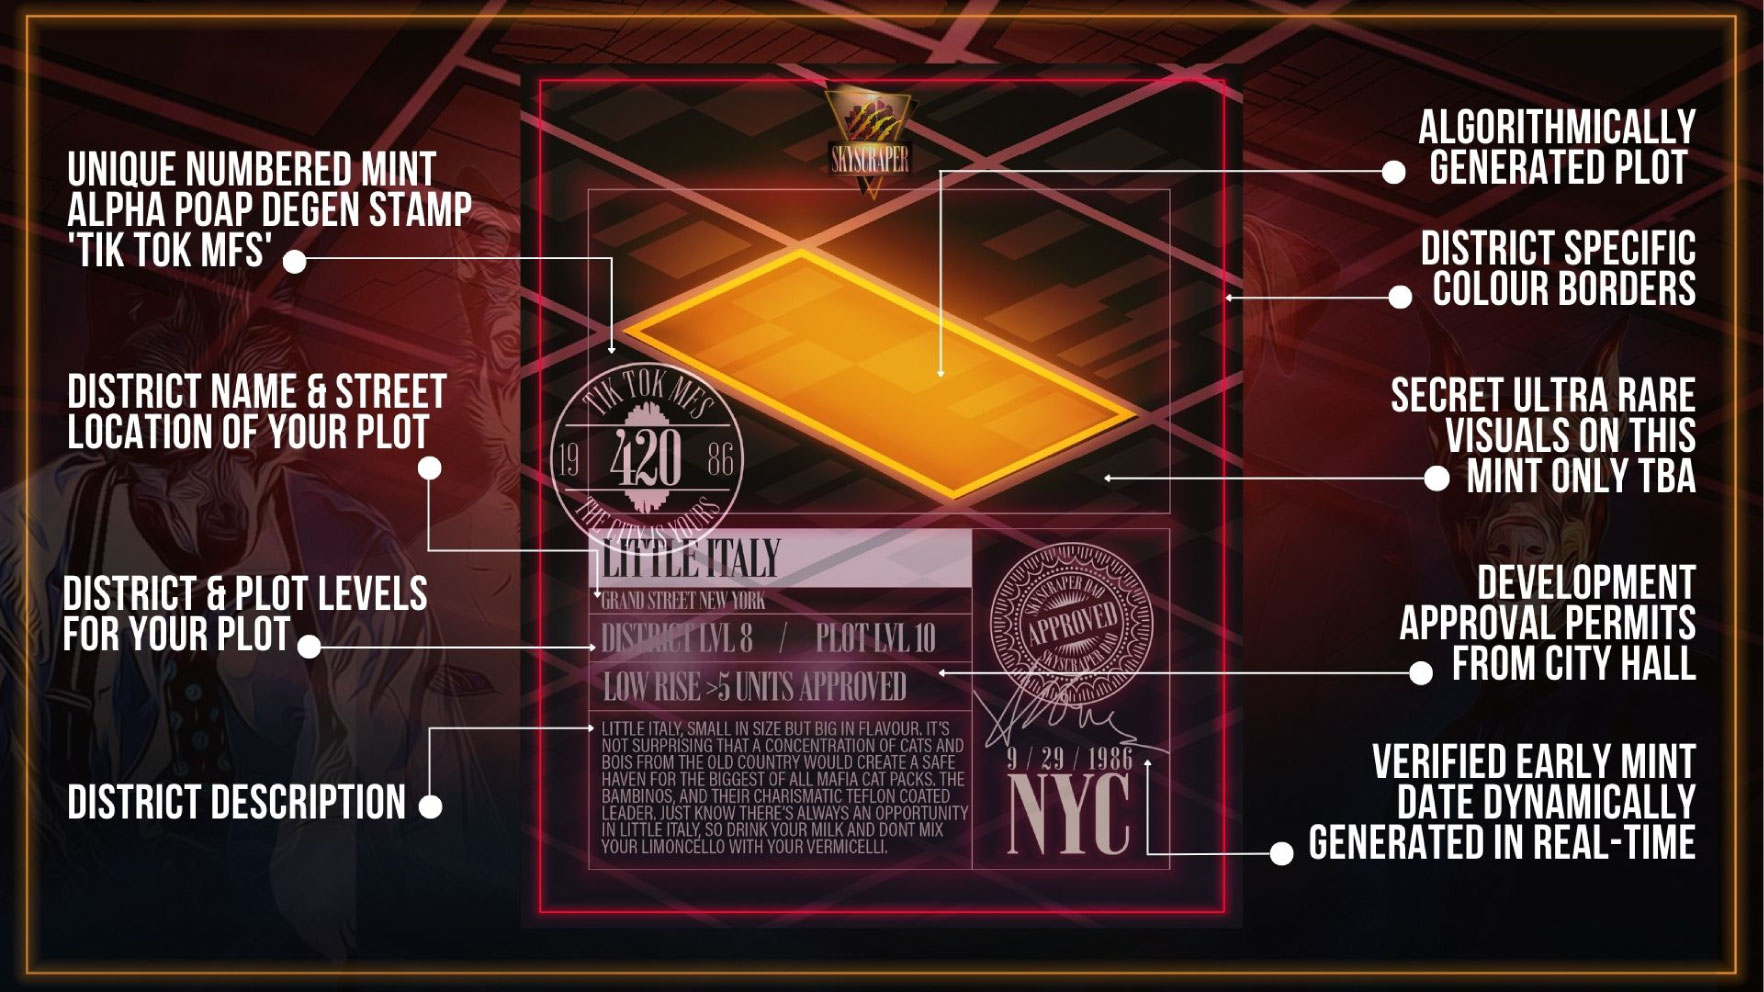 UNIQUE NUMBERED MINT
ALPHA POAP DEGEN STAMP
'TIK TOK MFS'
DISTRICT NAME & STREET
LOCATION OF YOUR PLOT
DISTRICT & PLOT LEVELS
FOR YOUR PLOT
DISTRICT DESCRIPTION
SKYSCRAPER
TIK TOK MFS
19 420 86
THE CITY IS YOURS
LITTLE ITALY
GRAND STREET NEW YORK
DISTRICT LVL 8 / PLOT LVL 10
LOW RISE >5 UNITS APPROVED
LITTLE ITALY, SMALL IN SIZE BUT BIG IN FLAVOUR. IT'S
NOT SURPRISING THAT A CONCENTRATION OF CATS AND
BOIS FROM THE OLD COUNTRY WOULD CREATE A SAFE
HAVEN FOR THE BIGGEST OF ALL MAFIA CAT PACKS. THE
BAMBINOS, AND THEIR CHARISMATIC TEFLON COATED
LEADER. JUST KNOW THERE'S ALWAYS AN OPPORTUNITY
IN LITTLE ITALY, SO DRINK YOUR MILK AND DONT MIX
YOUR LIMONCELLO WITH YOUR VERMICELLI.
SKYSCRAPER DAO
APPROVED
SKYSCRAPER
9 / 29 / 1986
NYC
ALGORITHMICALLY
GENERATED PLOT
DISTRICT SPECIFIC
COLOUR BORDERS
SECRET ULTRA RARE
VISUALS ON THIS
MINT ONLY TBA
DEVELOPMENT
APPROVAL PERMITS
FROM CITY HALL
VERIFIED EARLY MINT
DATE DYNAMICALLY
GENERATED IN REAL-TIME